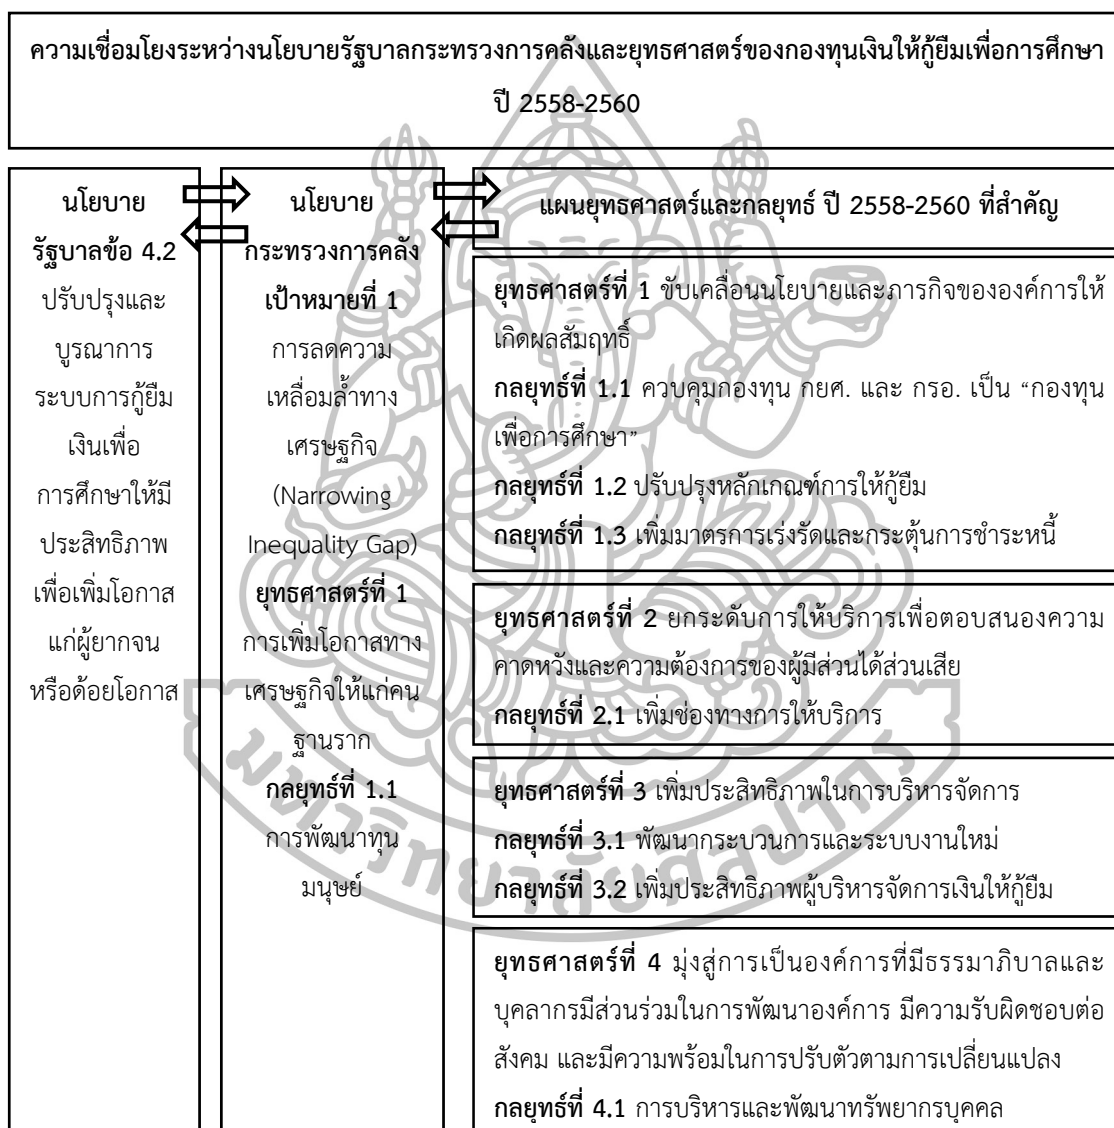 ความเชื่อมโยงระหว่างนโยบายรัฐบาลกระทรวงการคลังและยุทธศาสตร์ของกองทุนเงินให้กู้ยืมเพื่อการศึกษา
ปี 2558-2560
นโยบาย
รัฐบาลข้อ 4.2
ปรับปรุงและ
บูรณาการ
ระบบการกู้ยืม
เงินเพื่อ
การศึกษาให้มี
ประสิทธิภาพ
เพื่อเพิ่มโอกาส
แก่ผู้ยากจน
หรือด้อยโอกาส
นโยบาย
กระทรวงการคลัง
เป้าหมายที่ 1
การลดความ
เหลื่อมล้ำทาง
เศรษฐกิจ
(Narrowing
Inequality Gap)
ยุทธศาสตร์ที่ 1
การเพิ่มโอกาสทาง
เศรษฐกิจให้แก่คน
ฐานราก
กลยุทธ์ที่ 1.1
การพัฒนาทุน
มนุษย์
แผนยุทธศาสตร์และกลยุทธ์ ปี 2558-2560 ที่สำคัญ
ยุทธศาสตร์ที่ 1 ขับเคลื่อนนโยบายและภารกิจขององค์การให้
เกิดผลสัมฤทธิ์
กลยุทธ์ที่ 1.1 ควบคุมกองทุน กยศ. และ กรอ. เป็น “กองทุน
เพื่อการศึกษา”
กลยุทธ์ที่ 1.2 ปรับปรุงหลักเกณฑ์การให้กู้ยืม
กลยุทธ์ที่ 1.3 เพิ่มมาตรการเร่งรัดและกระตุ้นการชำระหนี้
ยุทธศาสตร์ที่ 2 ยกระดับการให้บริการเพื่อตอบสนองความ
คาดหวังและความต้องการของผู้มีส่วนได้ส่วนเสีย
กลยุทธ์ที่ 2.1 เพิ่มช่องทางการให้บริการ
ยุทธศาสตร์ที่ 3 เพิ่มประสิทธิภาพในการบริหารจัดการ
กลยุทธ์ที่ 3.1 พัฒนากระบวนการและระบบงานใหม่
กลยุทธ์ที่ 3.2 เพิ่มประสิทธิภาพผู้บริหารจัดการเงินให้กู้ยืม
ยุทธศาสตร์ที่ 4 มุ่งสู่การเป็นองค์การที่มีธรรมาภิบาลและ
บุคลากรมีส่วนร่วมในการพัฒนาองค์การ มีความรับผิดชอบต่อ
สังคม และมีความพร้อมในการปรับตัวตามการเปลี่ยนแปลง
กลยุทธ์ที่ 4.1 การบริหารและพัฒนาทรัพยากรบุคคล
มหาวิทยาลัยศิลปากร